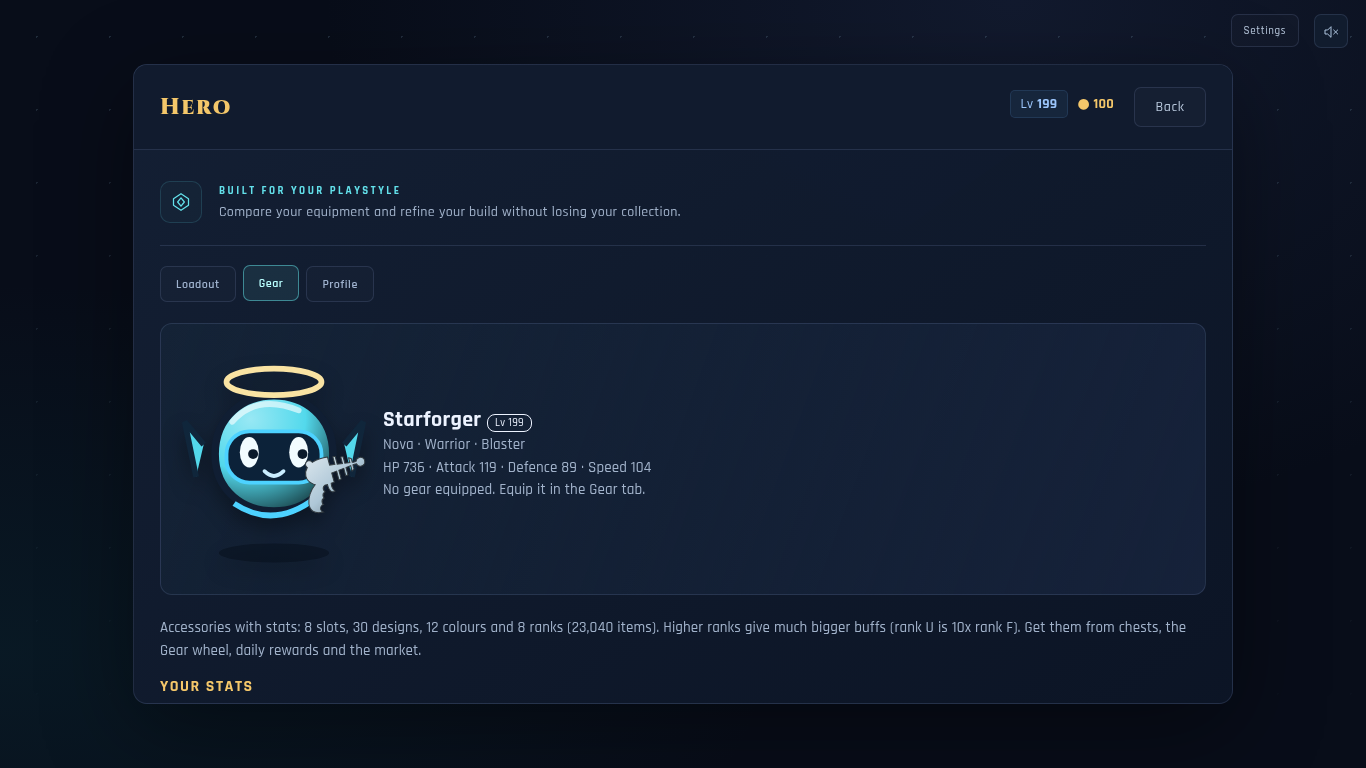 Settings
HERO
Lv 199
100
Back
BUILT FOR YOUR PLAYSTYLE
Compare your equipment and refine your build without losing your collection.
Loadout
Gear
Profile
Starforger Lv 199
Nova · Warrior · Blaster
HP 736 · Attack 119 · Defence 89 · Speed 104
No gear equipped. Equip it in the Gear tab.
Accessories with stats: 8 slots, 30 designs, 12 colours and 8 ranks (23,040 items). Higher ranks give much bigger buffs (rank U is 10x rank F). Get them from chests, the
Gear wheel, daily rewards and the market.
YOUR STATS